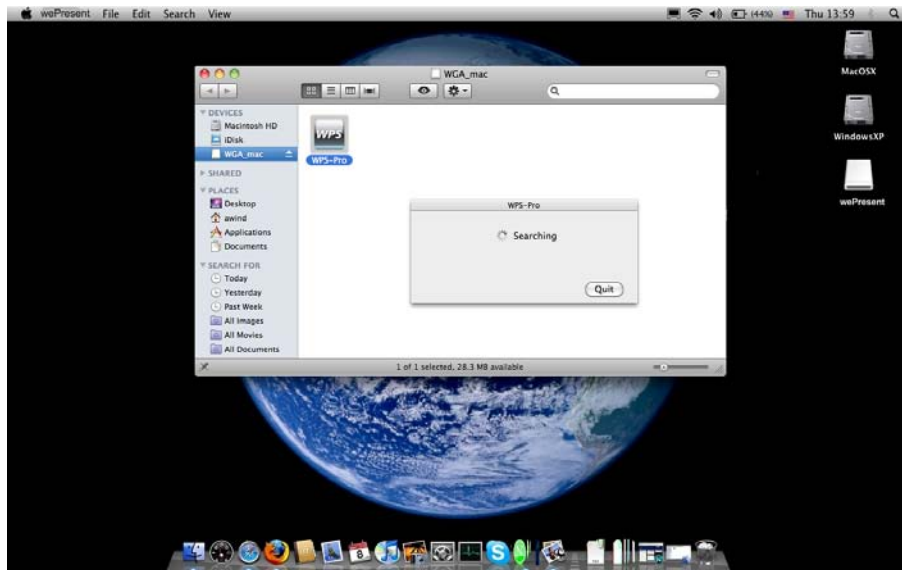 wePresent File Edit Search View (44%) Thu 13:59
WGA_mac
DEVICES
Macintosh HD
iDisk
WGA_mac
SHARED
PLACES
Desktop
awind
Applications
Documents
SEARCH FOR
Today
Yesterday
Past Week
All Images
All Movies
All Documents
WPS
WPS-Pro
WPS-Pro
Searching
Quit
1 of 1 selected, 28.3 MB available
MacOSX
WindowsXP
wePresent